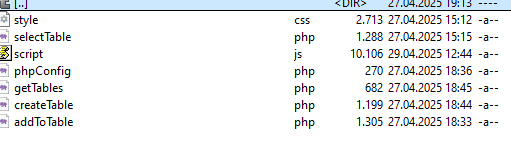 [..] <DIR> 27.04.2025 19:13 ----
style css 2.713 27.04.2025 15:12 -a--
selectTable php 1.288 27.04.2025 15:15 -a--
script js 10.106 29.04.2025 12:44 -a--
phpConfig php 270 27.04.2025 18:36 -a--
getTables php 682 27.04.2025 18:45 -a--
createTable php 1.199 27.04.2025 18:44 -a--
addToTable php 1.305 27.04.2025 18:33 -a--